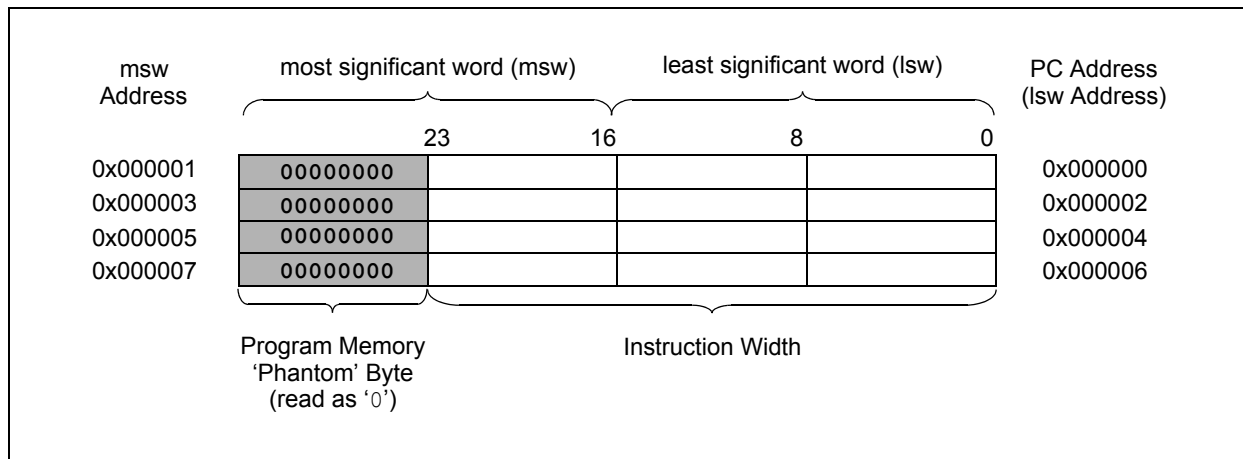 msw
Address
most significant word (msw)
least significant word (lsw)
PC Address
(lsw Address)
23 16 8 0
0x000001 00000000 0x000000
0x000003 00000000 0x000002
0x000005 00000000 0x000004
0x000007 00000000 0x000006
Program Memory
‘Phantom’ Byte
(read as ‘0’)
Instruction Width